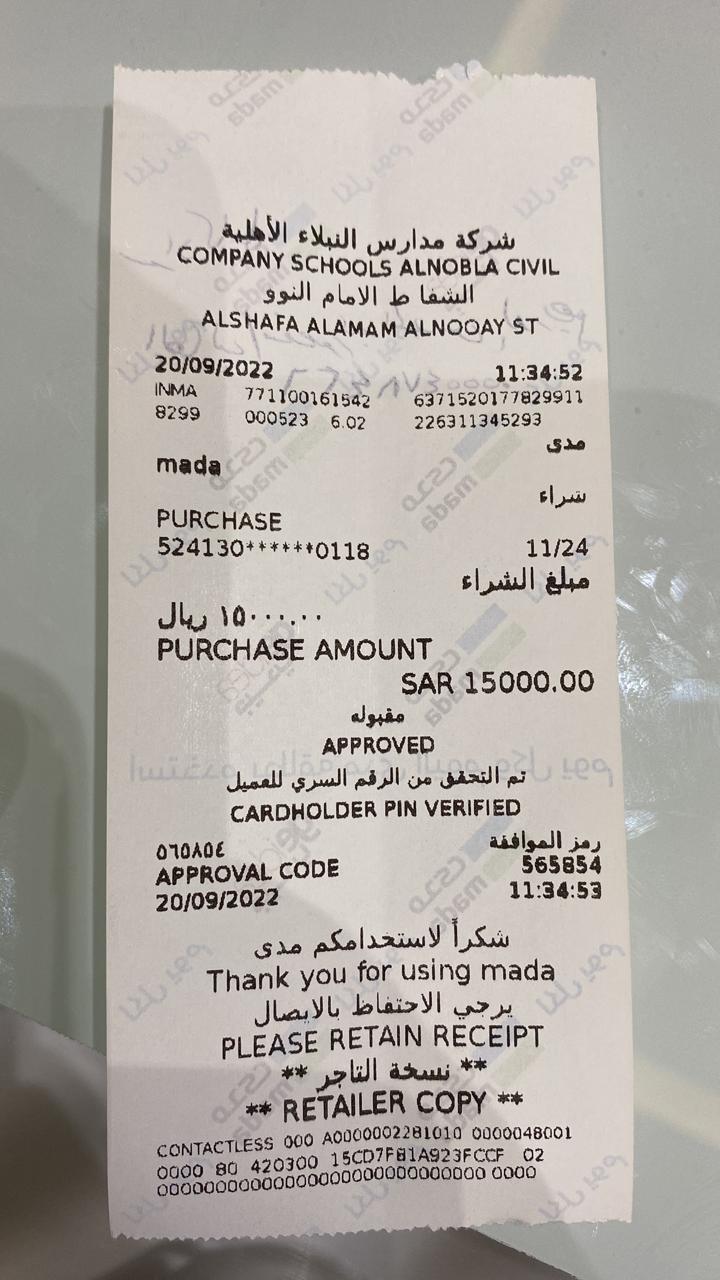 شركة مدارس النبلاء الأهلية
COMPANY SCHOOLS ALNOBLA CIVIL
الشفا ط الامام النوو
ALSHAFA ALAMAM ALNOOAY ST
20/09/2022 11:34:52
INMA 771100161542 6371520177829911
8299 000523 6.02 226311345293
مدى
mada
شراء
PURCHASE
524130******0118 11/24
مبلغ الشراء
١٥٠٠٠.٠٠ ريال
PURCHASE AMOUNT
SAR 15000.00
مقبوله
APPROVED
تم التحقق من الرقم السري للعميل
CARDHOLDER PIN VERIFIED
رمز الموافقة ٥٦٥٨٥٤
APPROVAL CODE 565854
20/09/2022 11:34:53
شكراً لاستخدامكم مدى
Thank you for using mada
يرجي الاحتفاظ بالايصال
PLEASE RETAIN RECEIPT
** نسخة التاجر **
** RETAILER COPY **
CONTACTLESS 000 A0000002281010 0000048001
0000 80 420300 15CD7F81A923FCCF 02